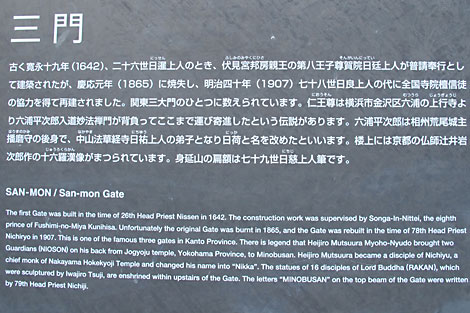 三門
古く寛永十九年（1642）、二十六世日暹上人のとき、伏見宮邦房親王の第八王子尊賀院日廷上人が普請奉行とし
て建築されたが、慶応元年（1865）に焼失し、明治四十年（1907）七十八世日良上人の代に全国寺院檀信徒
の協力を得て再建されました。関東三大門のひとつに数えられています。仁王尊は横浜市金沢区六浦の上行寺よ
り六浦平次郎入道妙法禅門が背負ってここまで運び寄進したという伝説があります。六浦平次郎は相州荒尾城主
播磨守の後身で、中山法華経寺日祐上人の弟子となり日荷と名を改めたといいます。楼上には京都の仏師辻井岩
次郎作の十六羅漢像がまつられています。身延山の扁額は七十九世日慈上人筆です。
SAN-MON / San-mon Gate
The first Gate was built in the time of 26th Head Priest Nissen in 1642. The construction work was supervised by Songa-In-Nittei, the eighth
prince of Fushimi-no-Miya Kunihisa. Unfortunately the original Gate was burnt in 1865, and the Gate was rebuilt in the time of 78th Head Priest
Nichiryo in 1907. This is one of the famous three gates in Kanto Province. There is legend that Heijiro Mutsuura Myoho-Nyudo brought two
Guardians (NIOSON) on his back from Jogyoju temple, Yokohama Province, to Minobusan. Heijiro Mutsuura became a disciple of Nichiyu, a
chief monk of Nakayama Hokekyoji Temple and changed his name into "Nikka". The statues of 16 disciples of Lord Buddha (RAKAN), which
were sculptured by Iwajiro Tsuji, are enshrined within upstairs of the Gate. The letters "MINOBUSAN" on the top beam of the Gate were written
by 79th Head Priest Nichiji.